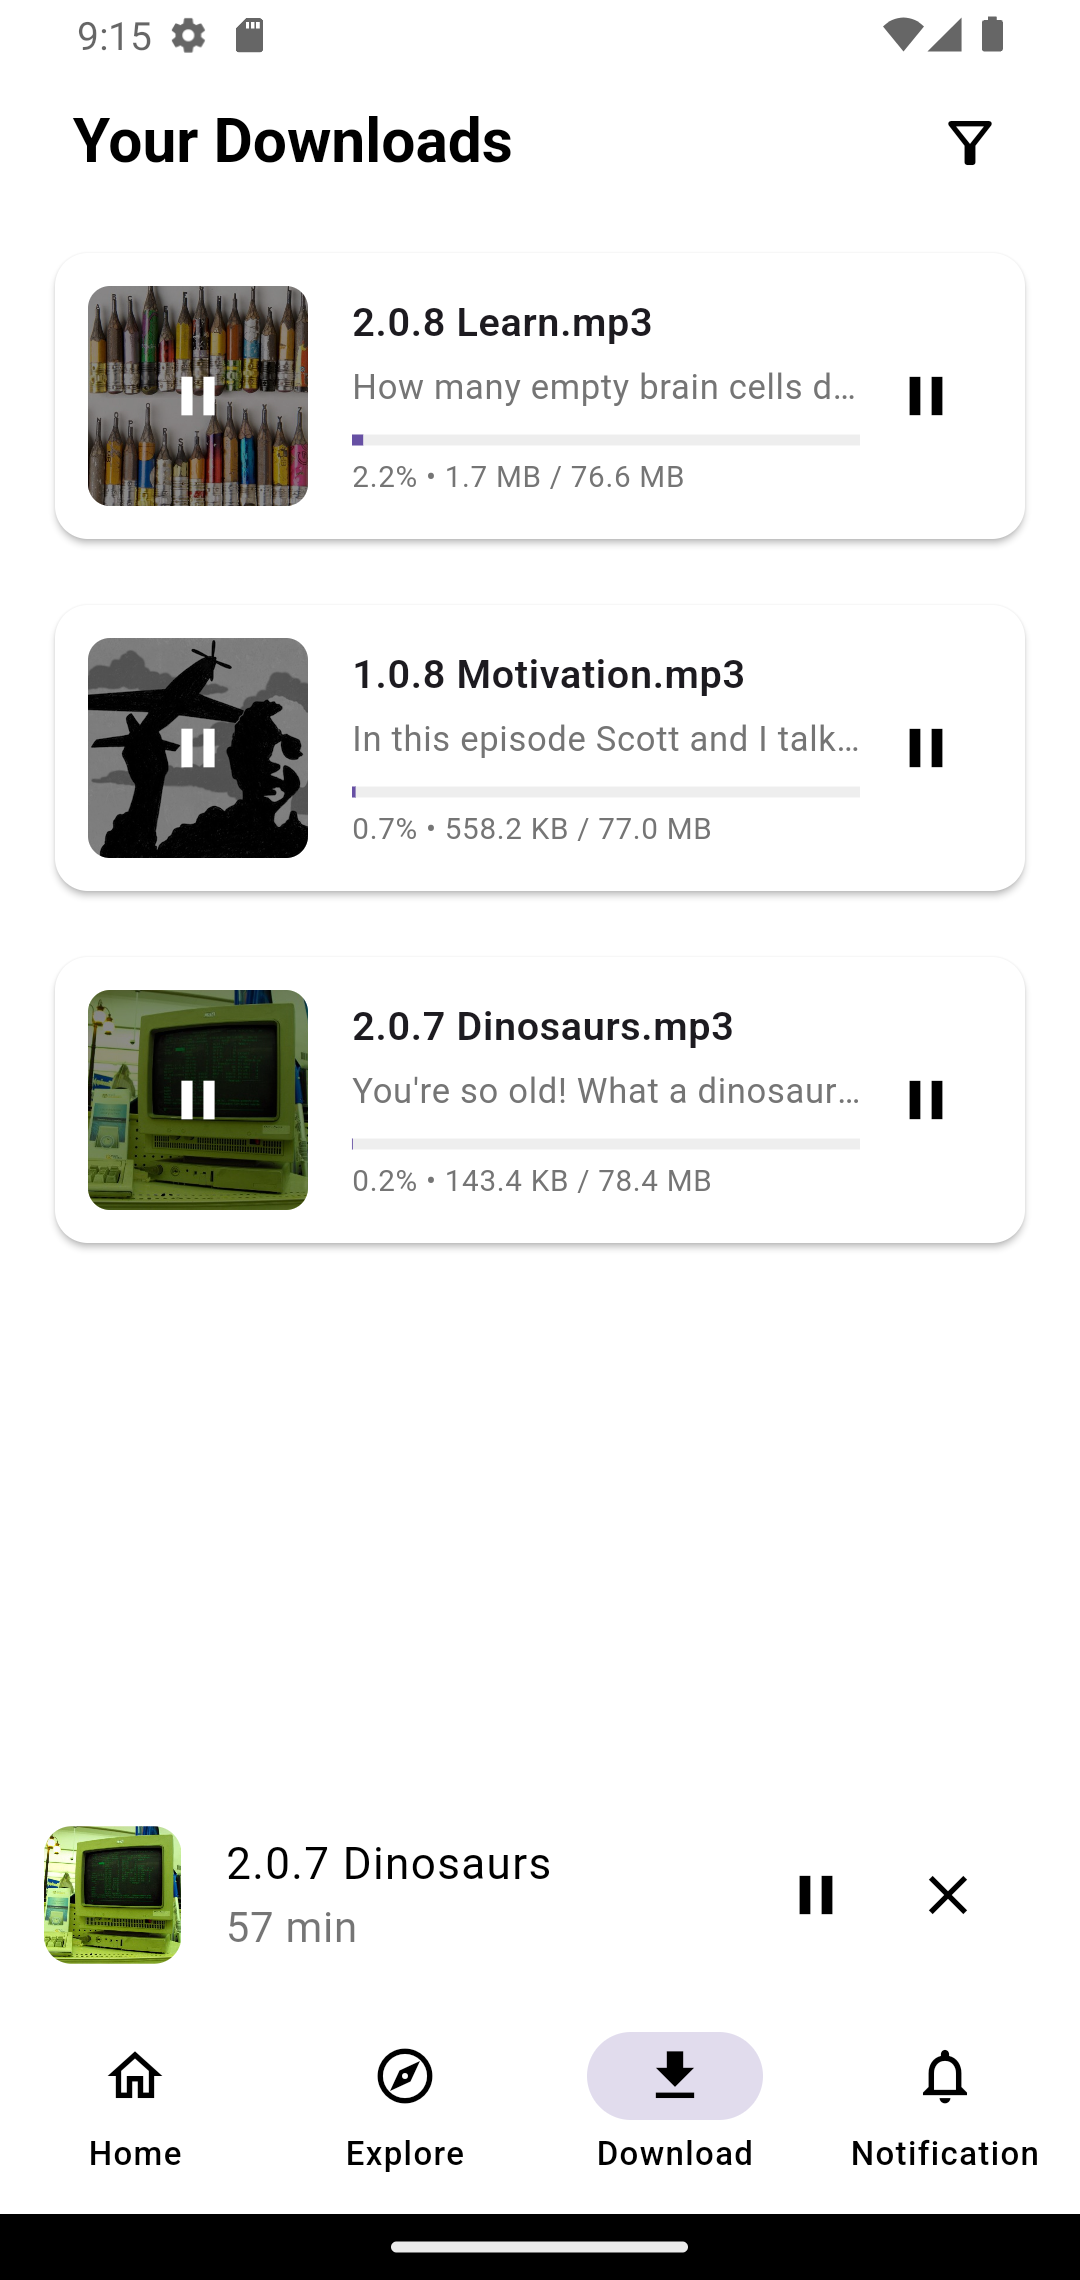 9:15
Your Downloads
2.0.8 Learn.mp3
How many empty brain cells d...
2.2% • 1.7 MB / 76.6 MB
1.0.8 Motivation.mp3
In this episode Scott and I talk...
0.7% • 558.2 KB / 77.0 MB
2.0.7 Dinosaurs.mp3
You're so old! What a dinosaur...
0.2% • 143.4 KB / 78.4 MB
2.0.7 Dinosaurs
57 min
Home
Explore
Download
Notification